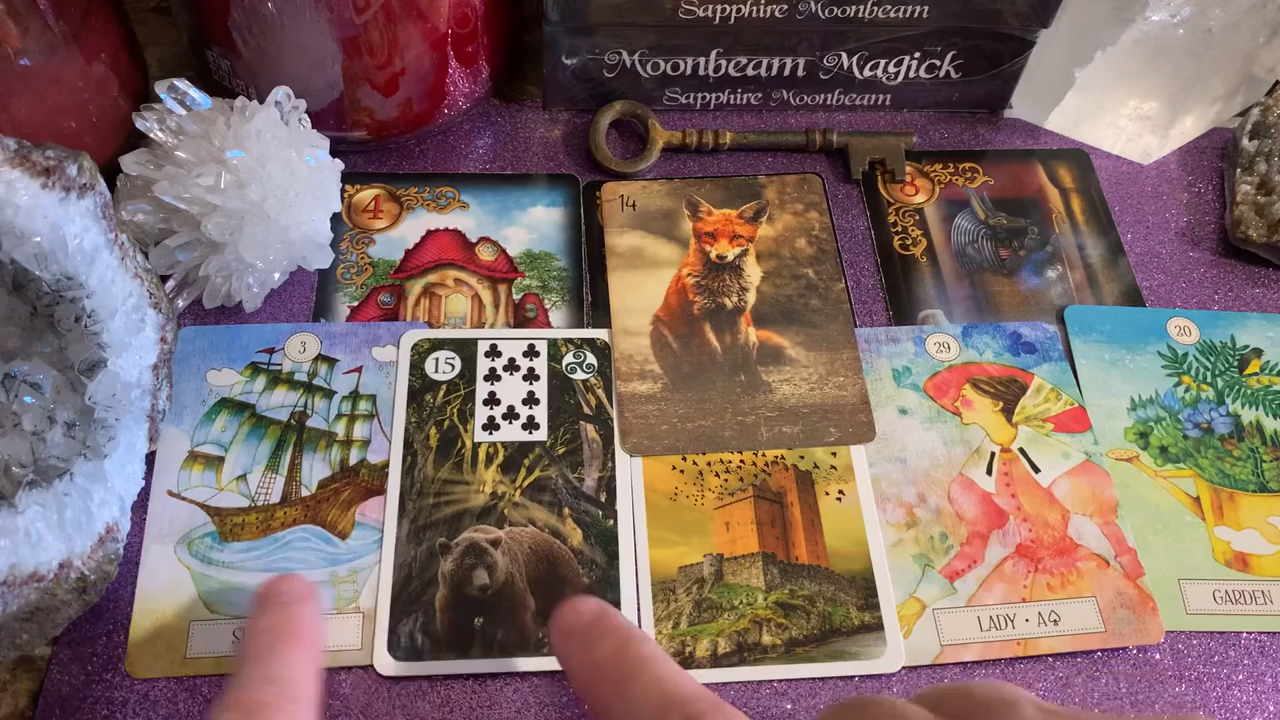 Sapphire Moonbeam
Moonbeam Magick
Sapphire Moonbeam
4
14
8
3
15
29
20
LADY • A♤
GARDEN